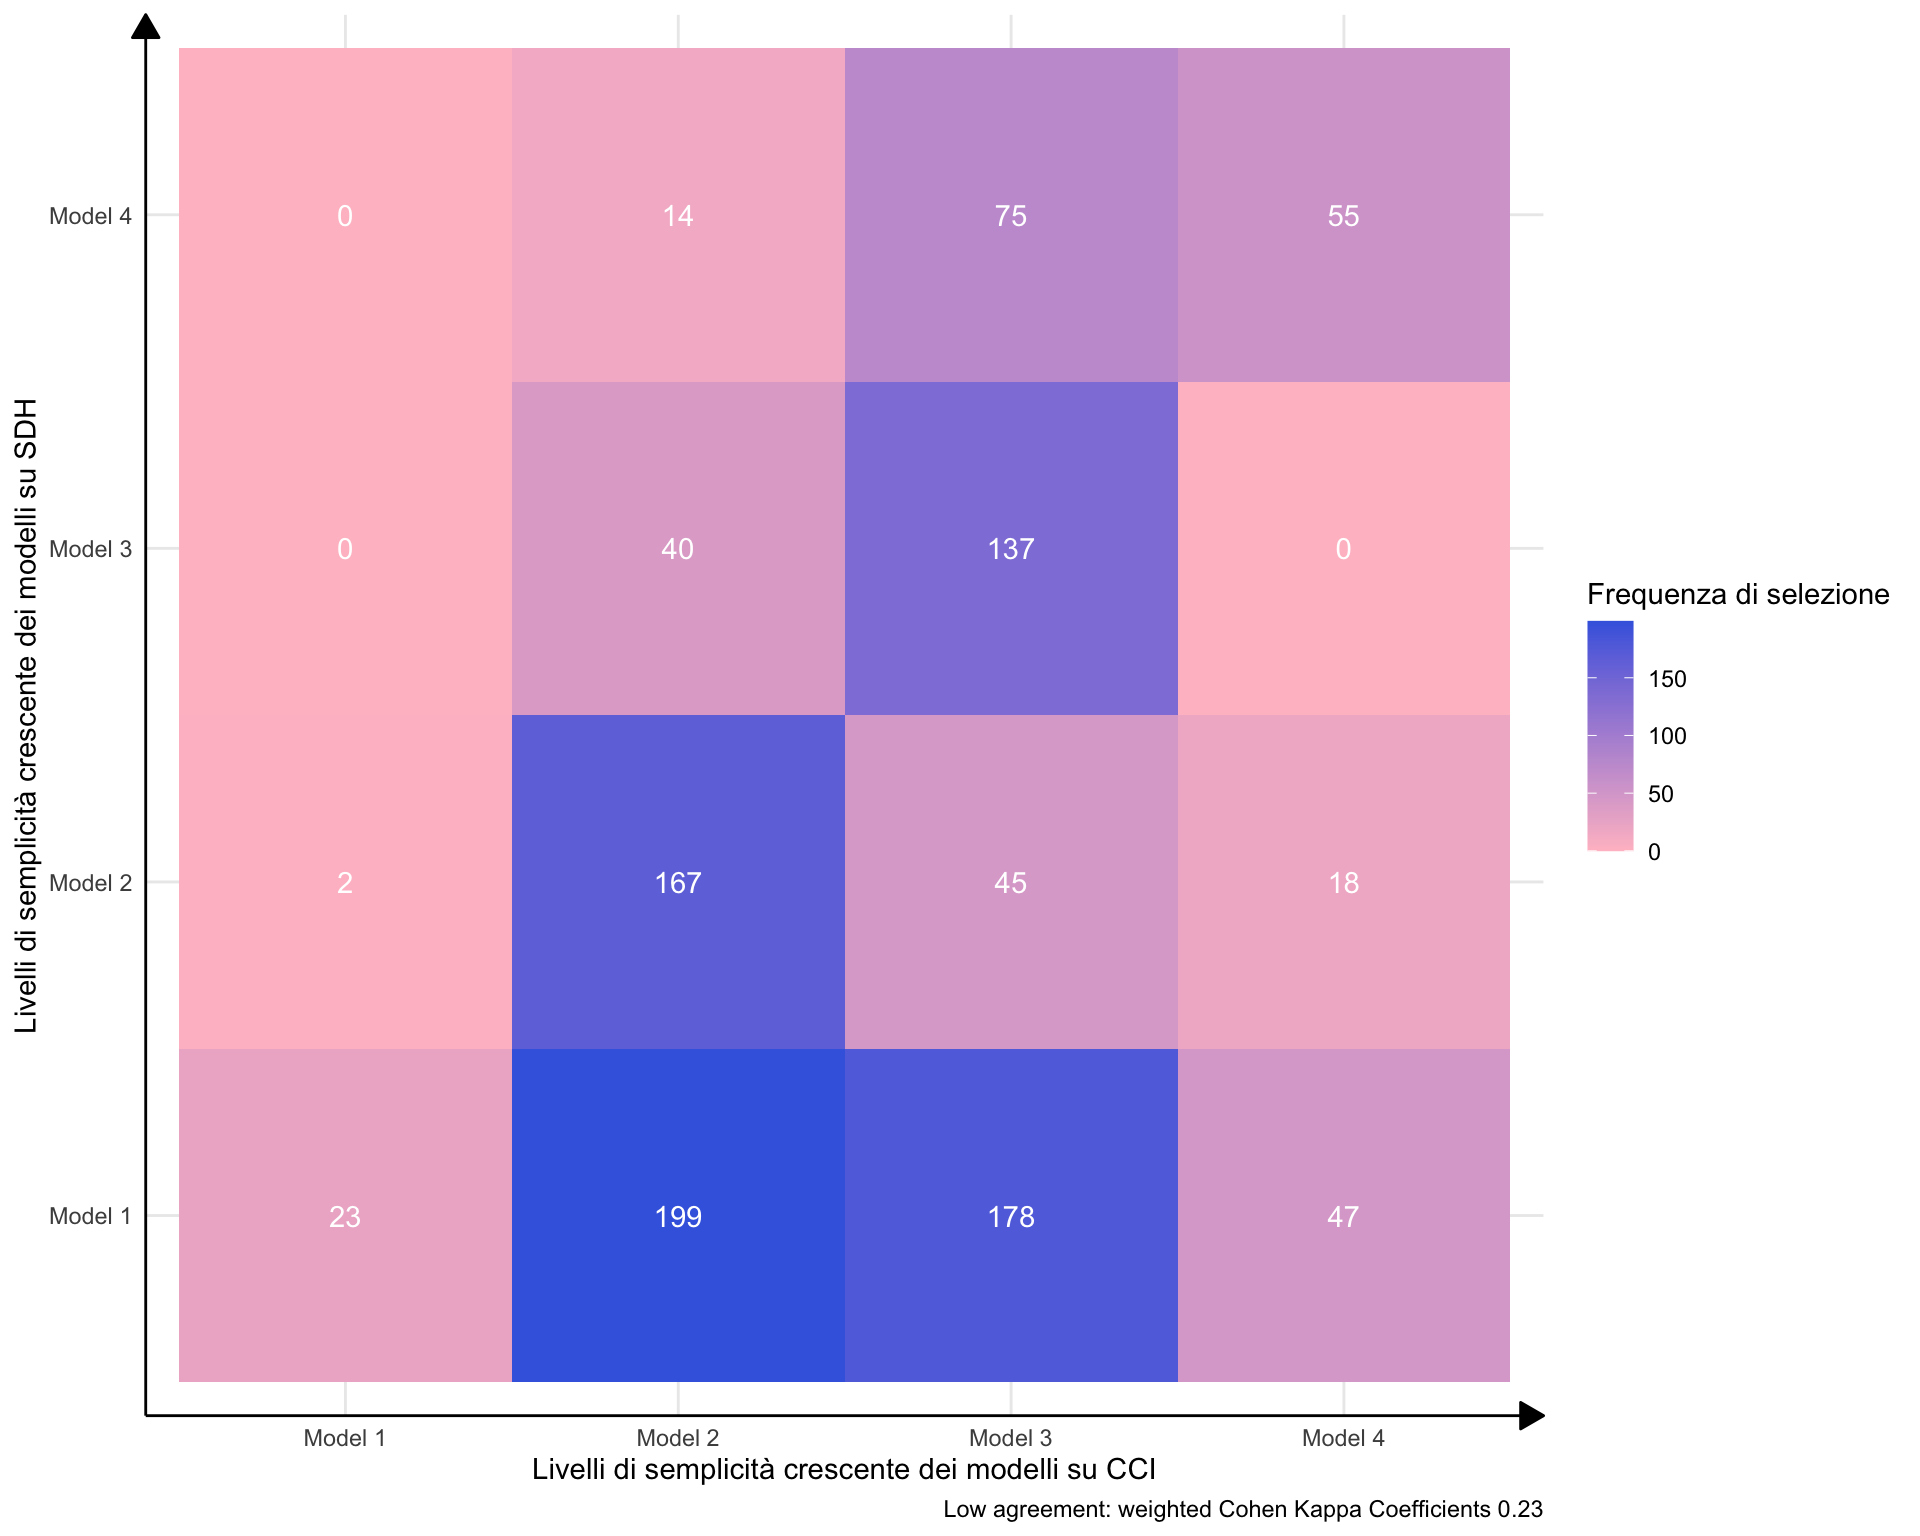 Livelli di semplicità crescente dei modelli su SDH
Model 4
0
14
75
55
Model 3
0
40
137
0
Model 2
2
167
45
18
Model 1
23
199
178
47
Model 1
Model 2
Model 3
Model 4
Livelli di semplicità crescente dei modelli su CCI
Low agreement: weighted Cohen Kappa Coefficients 0.23
Frequenza di selezione
150
100
50
0